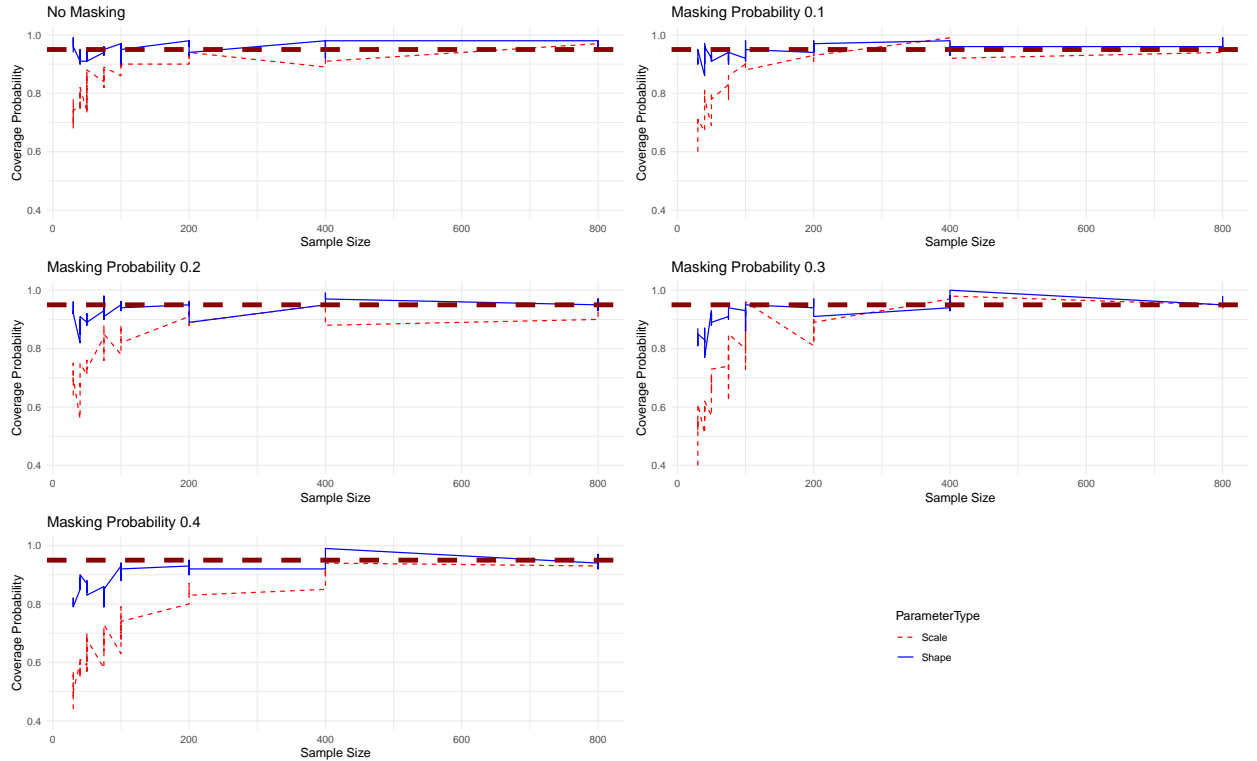 No Masking
Coverage Probability
1.0
0.8
0.6
0.4
0
200
400
600
800
Sample Size
Masking Probability 0.1
Coverage Probability
1.0
0.8
0.6
0.4
0
200
400
600
800
Sample Size
Masking Probability 0.2
Coverage Probability
1.0
0.8
0.6
0.4
0
200
400
600
800
Sample Size
Masking Probability 0.3
Coverage Probability
1.0
0.8
0.6
0.4
0
200
400
600
800
Sample Size
Masking Probability 0.4
Coverage Probability
1.0
0.8
0.6
0.4
0
200
400
600
800
Sample Size
ParameterType
Scale
Shape